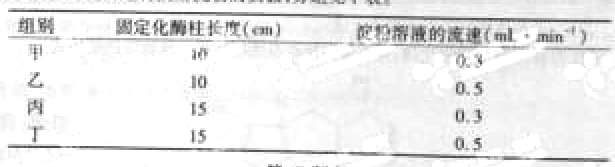 组别 固定化酶柱长度(cm) 淀粉溶液的流速(mL·min⁻¹)
甲 10 0.3
乙 10 0.5
丙 15 0.3
丁 15 0.5